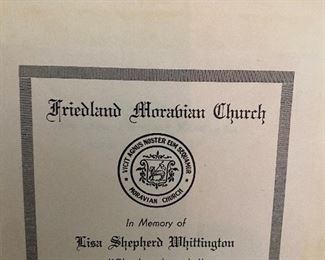 Friedland Moravian Church
VICIT AGNUS NOSTER EUM SEQUAMUR
MORAVIAN CHURCH
In Memory of
Lisa Shepherd Whittington